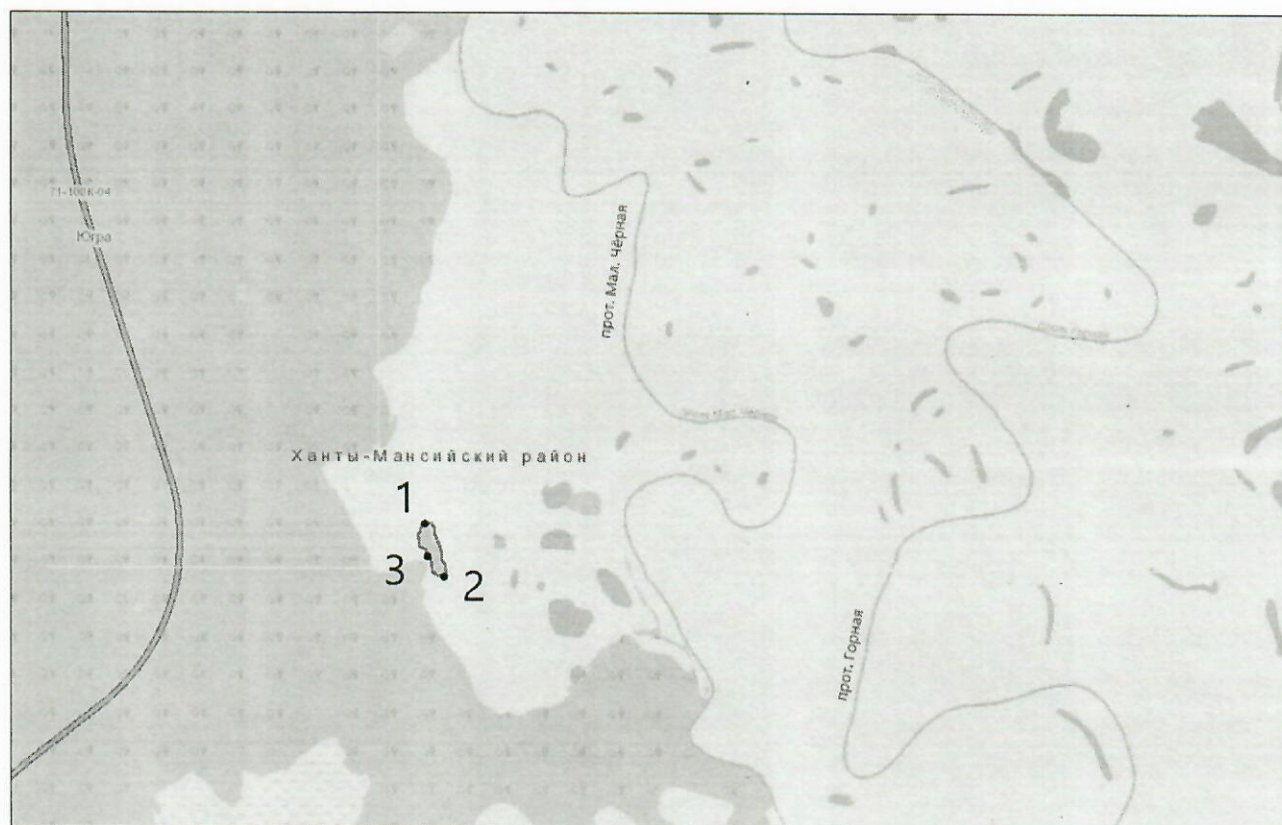 71-100К-04
Югра
прот. Мал. Чёрная
Ханты-Мансийский район
1
3
2
прот. Горная